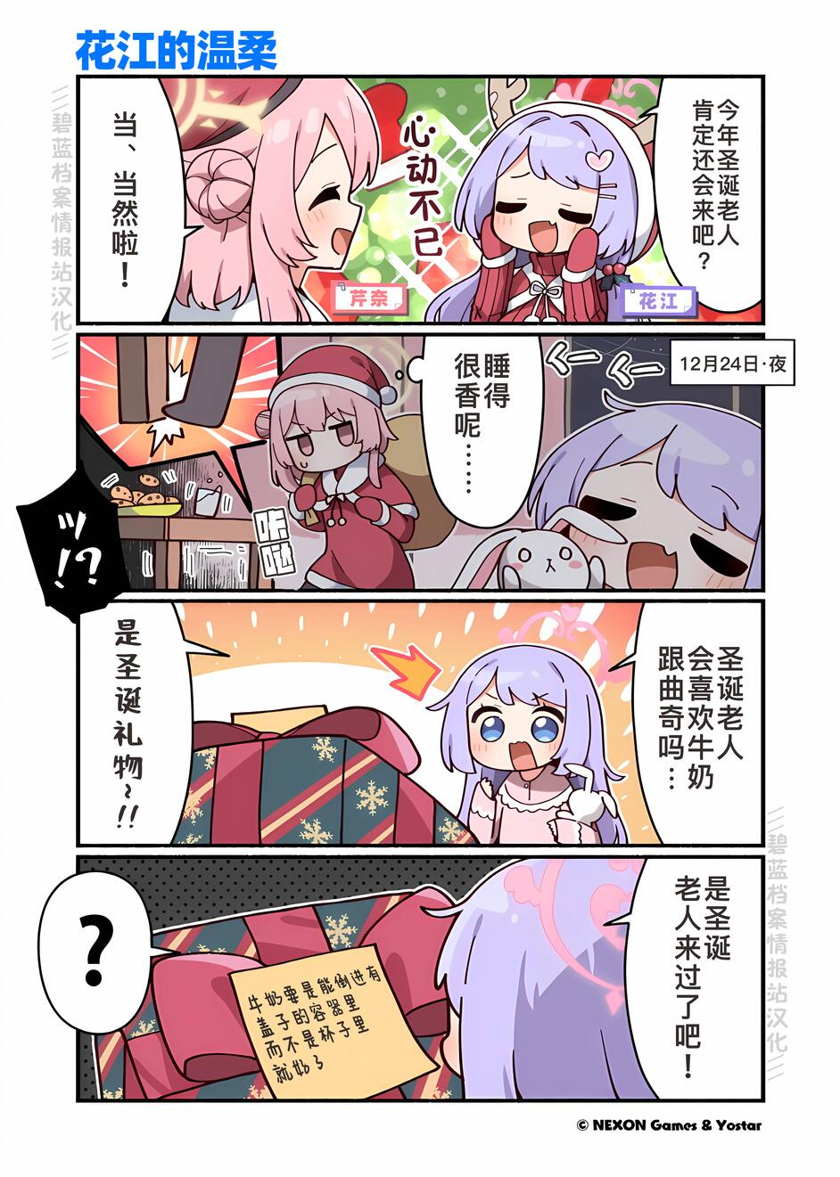 花江的温柔
碧蓝档案情报站汉化
今年圣诞老人
肯定还会来吧？
心动不已
当、当然啦！
芹奈
花江
12月24日·夜
睡得
很香呢……
咔哒
ッ!?
圣诞老人
会喜欢牛奶
跟曲奇吗…
是圣诞礼物~!!
是圣诞
老人来过了吧！
牛奶要是能倒进有
盖子的容器里
而不是杯子里
就好了
?
碧蓝档案情报站汉化
© NEXON Games & Yostar